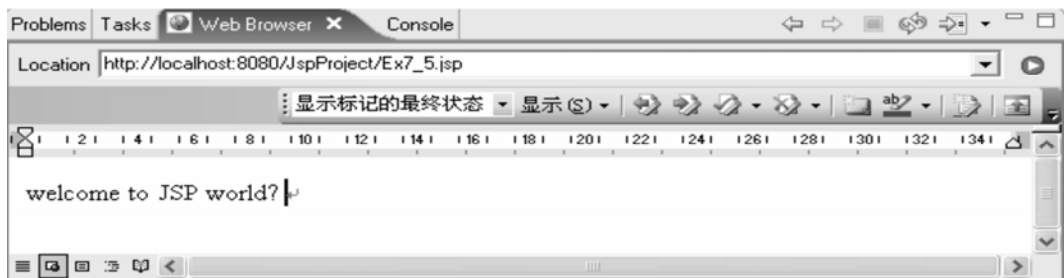 Problems Tasks Web Browser Console
Location http://localhost:8080/JspProject/Ex7_5.jsp
显示标记的最终状态 显示(S)
2 4 6 8 10 12 14 16 18 20 22 24 26 28 30 32 34
welcome to JSP world?